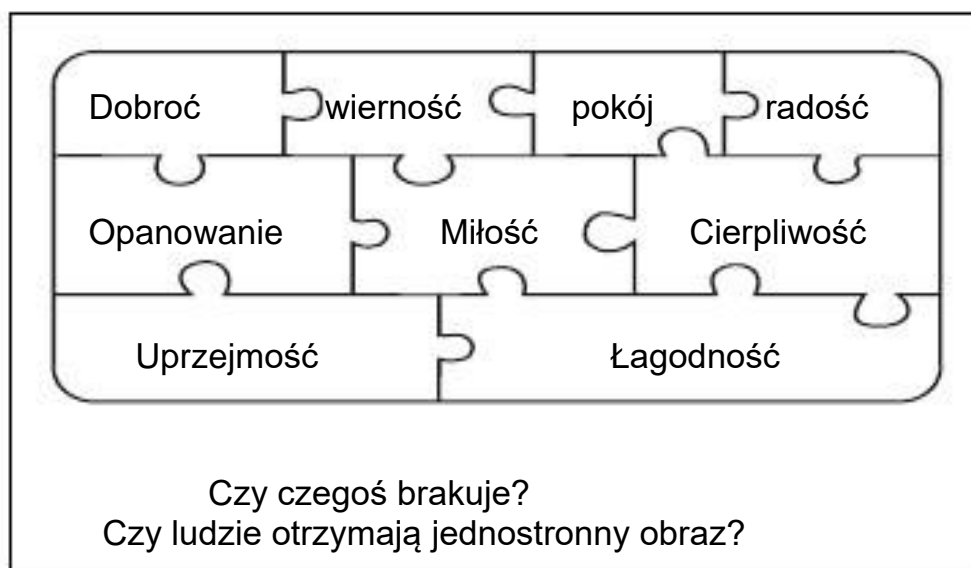 Dobroć wierność pokój radość
Opanowanie Miłość Cierpliwość
Uprzejmość Łagodność
Czy czegoś brakuje?
Czy ludzie otrzymają jednostronny obraz?